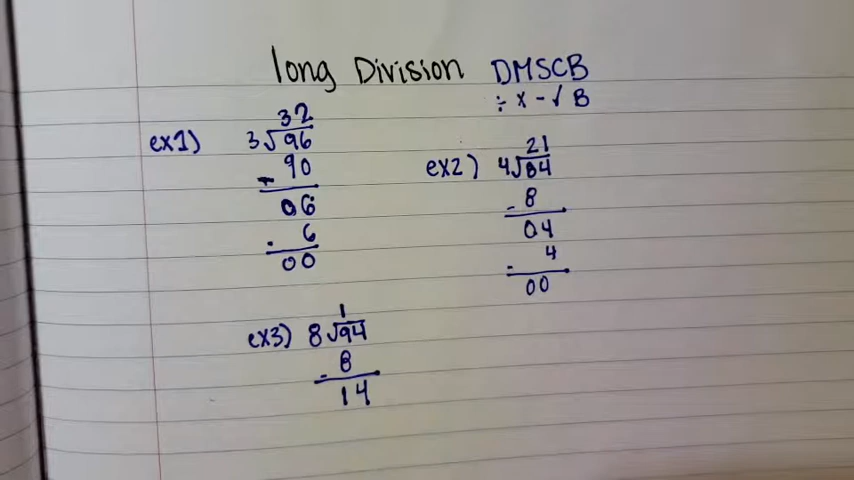 long Division DMSCB
÷ x - √ B
ex1) 32
3√96
- 90
06
- 6
00
ex2) 21
4√84
- 8
04
- 4
00
ex3) 1
8√94
- 8
14